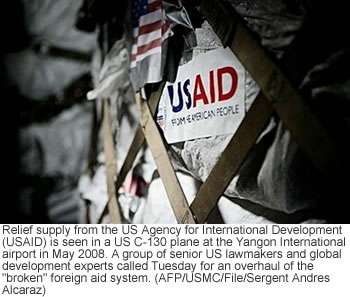 USAID
FROM THE AMERICAN PEOPLE
Relief supply from the US Agency for International Development
(USAID) is seen in a US C-130 plane at the Yangon International
airport in May 2008. A group of senior US lawmakers and global
development experts called Tuesday for an overhaul of the
"broken" foreign aid system. (AFP/USMC/File/Sergent Andres
Alcaraz)